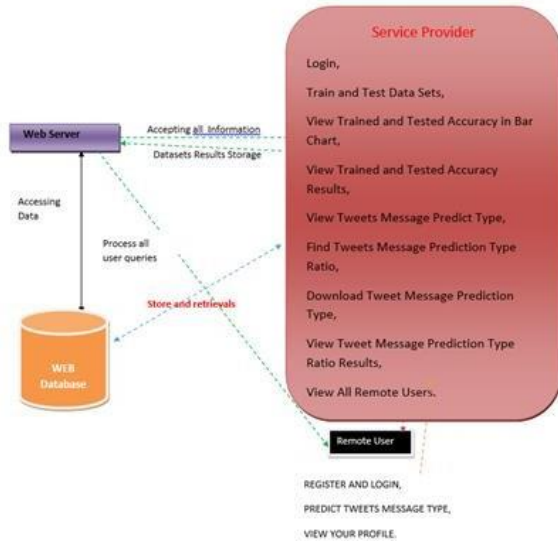 Service Provider
Login,
Train and Test Data Sets,
View Trained and Tested Accuracy in Bar
Chart,
View Trained and Tested Accuracy
Results,
View Tweets Message Predict Type,
Find Tweets Message Prediction Type
Ratio,
Download Tweet Message Prediction
Type,
View Tweet Message Prediction Type
Ratio Results,
View All Remote Users.
Web Server
Accepting all Information
Datasets Results Storage
Accessing
Data
Process all
user queries
Store and retrievals
WEB
Database
Remote User
REGISTER AND LOGIN,
PREDICT TWEETS MESSAGE TYPE,
VIEW YOUR PROFILE.